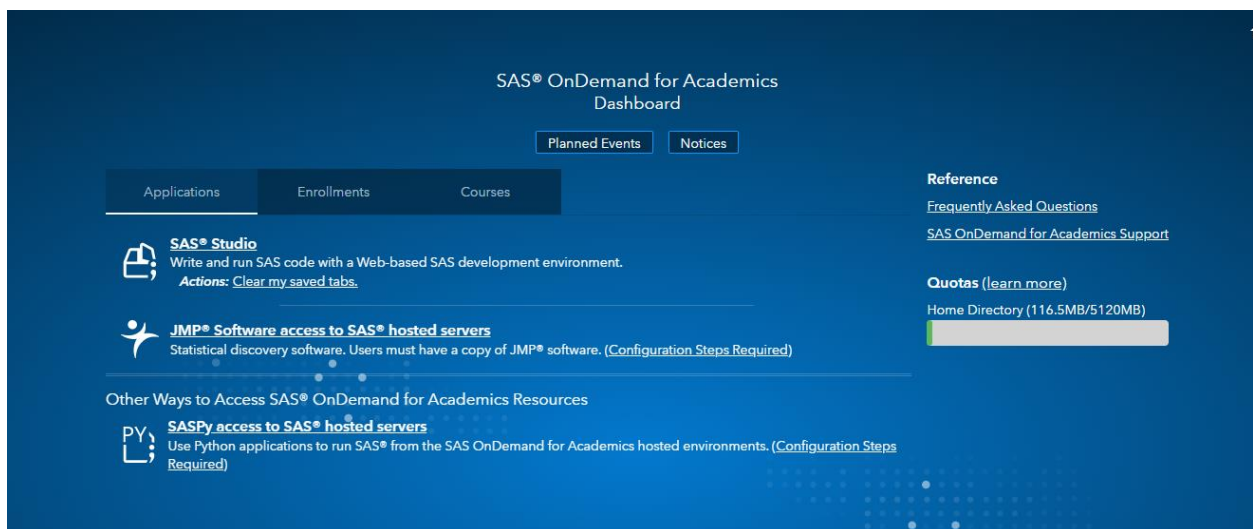 SAS® OnDemand for Academics
Dashboard
Planned Events
Notices
Applications
Enrollments
Courses
SAS® Studio
Write and run SAS code with a Web-based SAS development environment.
Actions: Clear my saved tabs.
JMP® Software access to SAS® hosted servers
Statistical discovery software. Users must have a copy of JMP® software. (Configuration Steps Required)
Other Ways to Access SAS® OnDemand for Academics Resources
PY
SASPy access to SAS® hosted servers
Use Python applications to run SAS® from the SAS OnDemand for Academics hosted environments. (Configuration Steps
Required)
Reference
Frequently Asked Questions
SAS OnDemand for Academics Support
Quotas (learn more)
Home Directory (116.5MB/5120MB)